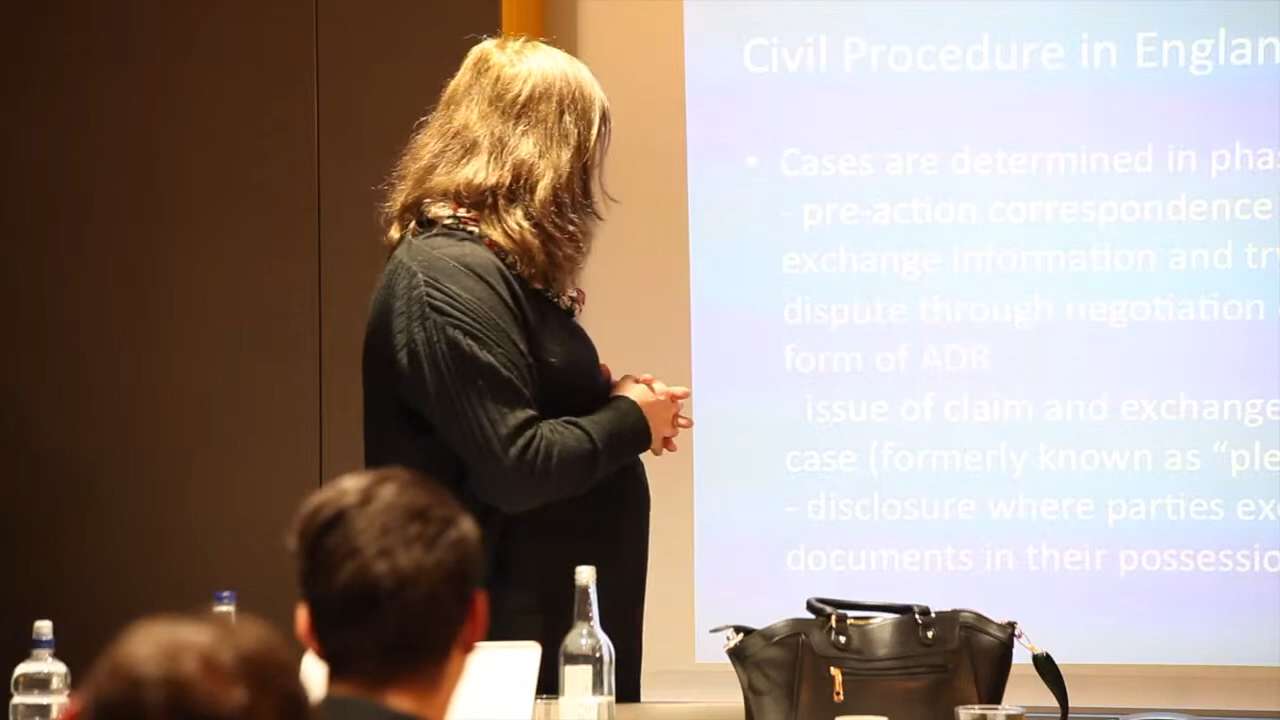 Civil Procedure in Englan
• Cases are determined in pha
- pre-action correspondence
exchange information and tr
dispute through negotiation
form of ADR
issue of claim and exchange
case (formerly known as “ple
- disclosure where parties ex
documents in their possessio